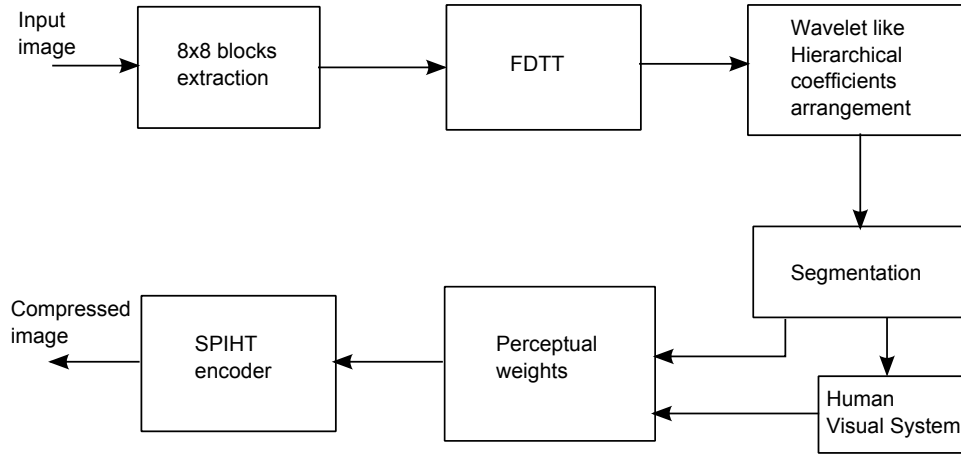 Input
image
8x8 blocks
extraction
FDTT
Wavelet like
Hierarchical
coefficients
arrangement
Segmentation
Human
Visual System
Perceptual
weights
SPIHT
encoder
Compressed
image